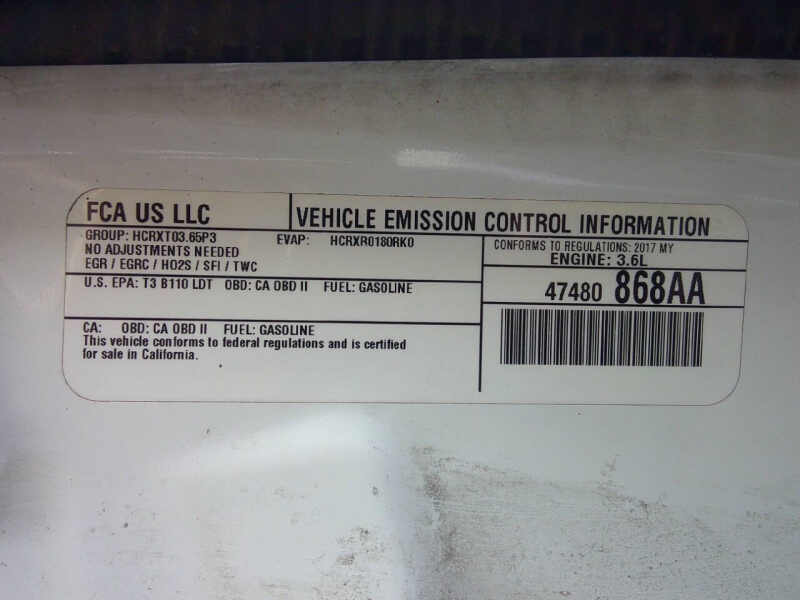 FCA US LLC
VEHICLE EMISSION CONTROL INFORMATION
GROUP: HCRXT03.65P3 EVAP: HCRXR0180RK0
NO ADJUSTMENTS NEEDED
EGR / EGRC / HO2S / SFI / TWC
CONFORMS TO REGULATIONS: 2017 MY
ENGINE: 3.6L
U.S. EPA: T3 B110 LDT OBD: CA OBD II FUEL: GASOLINE
47480 868AA
CA: OBD: CA OBD II FUEL: GASOLINE
This vehicle conforms to federal regulations and is certified
for sale in California.